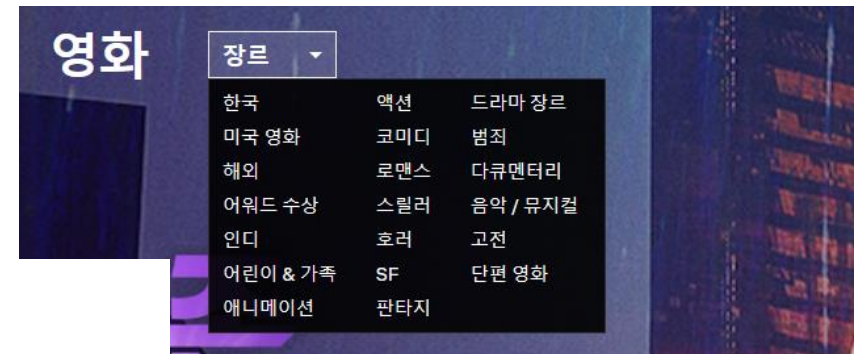 영화
장르
한국
미국 영화
해외
어워드 수상
인디
어린이 & 가족
애니메이션
액션
코미디
로맨스
스릴러
호러
SF
판타지
드라마 장르
범죄
다큐멘터리
음악 / 뮤지컬
고전
단편 영화